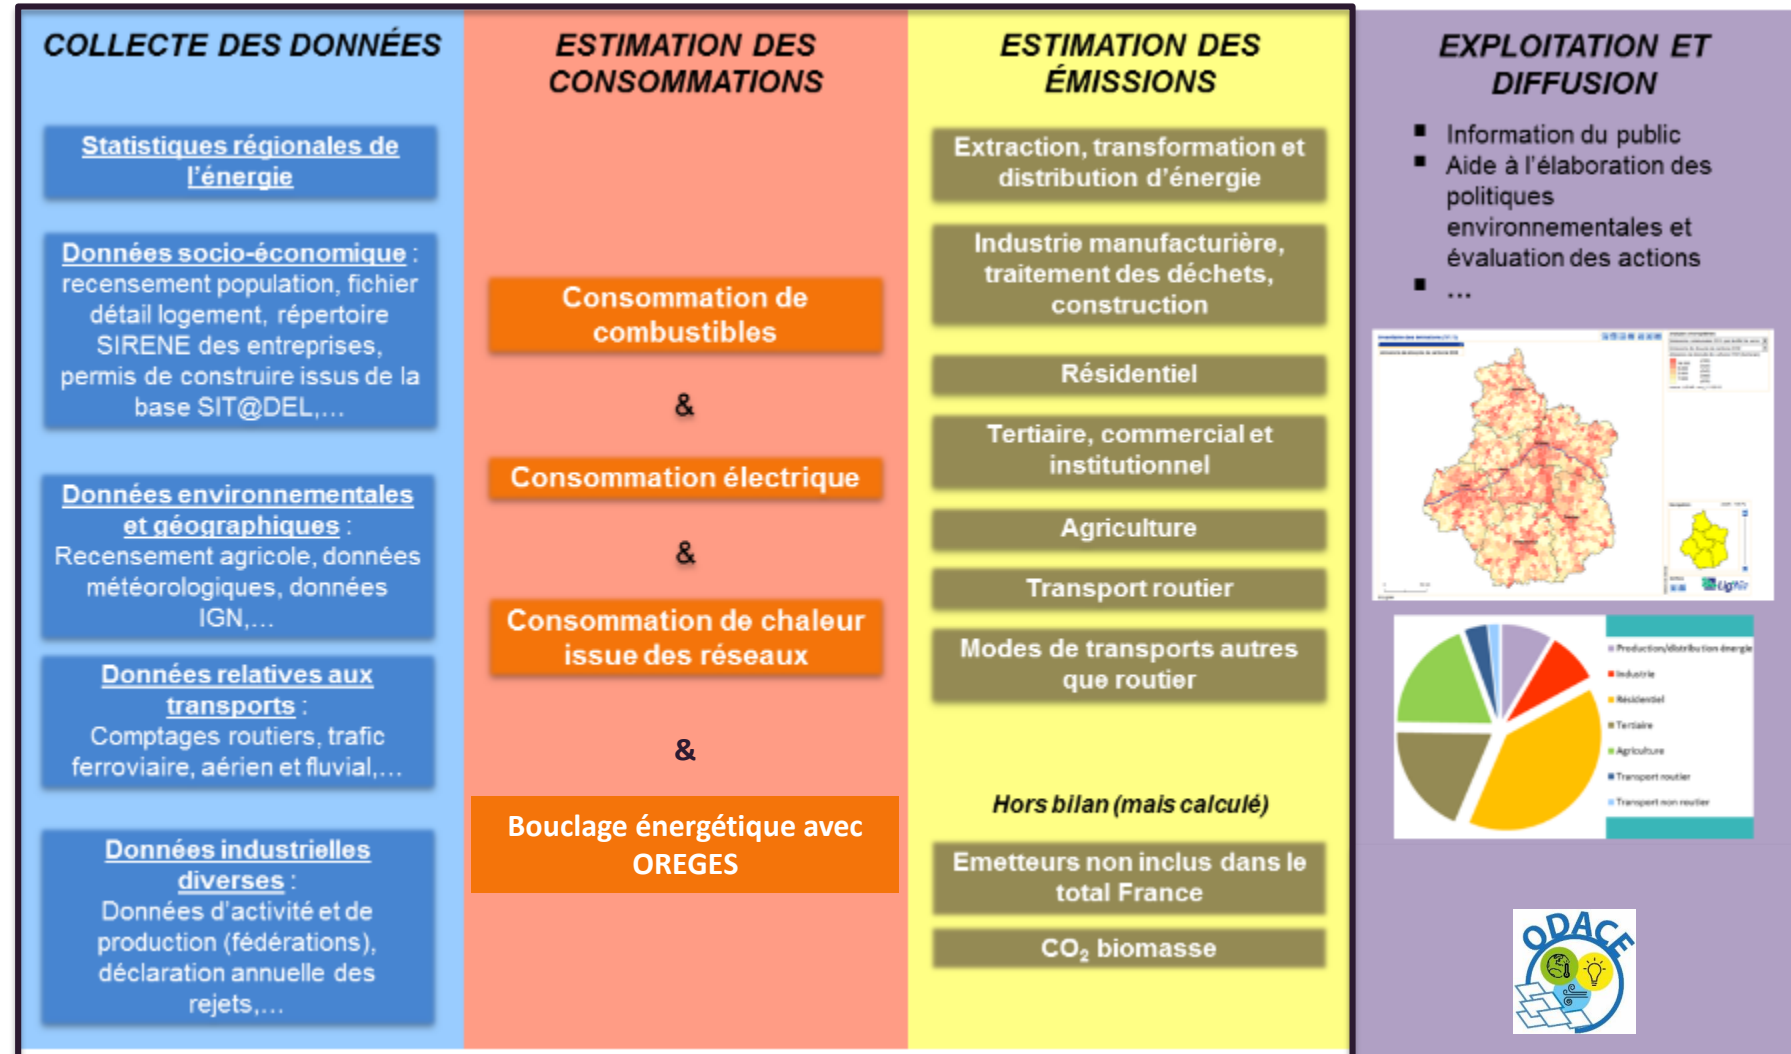 COLLECTE DES DONNÉES
Statistiques régionales de
l'énergie
Données socio-économique :
recensement population, fichier
détail logement, répertoire
SIRENE des entreprises,
permis de construire issus de la
base SIT@DEL,…
Données environnementales
et géographiques :
Recensement agricole, données
météorologiques, données
IGN,…
Données relatives aux
transports :
Comptages routiers, trafic
ferroviaire, aérien et fluvial,…
Données industrielles
diverses :
Données d'activité et de
production (fédérations),
déclaration annuelle des
rejets,…
ESTIMATION DES
CONSOMMATIONS
Consommation de
combustibles
&
Consommation électrique
&
Consommation de chaleur
issue des réseaux
&
Bouclage énergétique avec
OREGES
ESTIMATION DES
ÉMISSIONS
Extraction, transformation et
distribution d'énergie
Industrie manufacturière,
traitement des déchets,
construction
Résidentiel
Tertiaire, commercial et
institutionnel
Agriculture
Transport routier
Modes de transports autres
que routier
Hors bilan (mais calculé)
Emetteurs non inclus dans le
total France
CO₂ biomasse
EXPLOITATION ET
DIFFUSION
▪ Information du public
▪ Aide à l'élaboration des
politiques
environnementales et
évaluation des actions
▪ …
Lig'Air
Production/distribution énergie
Industrie
Résidentiel
Tertiaire
Agriculture
Transport routier
Transport non routier
ODACE